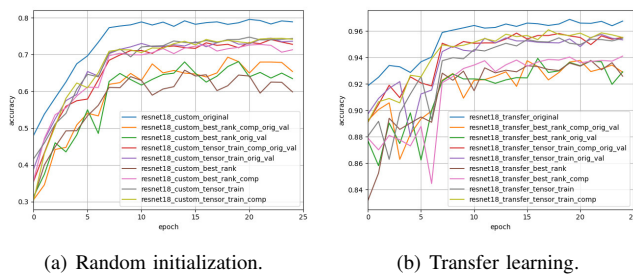 0.8
0.7
0.6
0.5
0.4
0.3
accuracy
resnet18_custom_original
resnet18_custom_best_rank_comp_orig_val
resnet18_custom_best_rank_orig_val
resnet18_custom_tensor_train_comp_orig_val
resnet18_custom_tensor_train_orig_val
resnet18_custom_best_rank
resnet18_custom_best_rank_comp
resnet18_custom_tensor_train
resnet18_custom_tensor_train_comp
0 5 10 15 20 25
epoch
(a) Random initialization.
0.96
0.94
0.92
0.90
0.88
0.86
0.84
accuracy
resnet18_transfer_original
resnet18_transfer_best_rank_comp_orig_val
resnet18_transfer_best_rank_orig_val
resnet18_transfer_tensor_train_comp_orig_val
resnet18_transfer_tensor_train_orig_val
resnet18_transfer_best_rank
resnet18_transfer_best_rank_comp
resnet18_transfer_tensor_train
resnet18_transfer_tensor_train_comp
0 5 10 15 20 25
epoch
(b) Transfer learning.